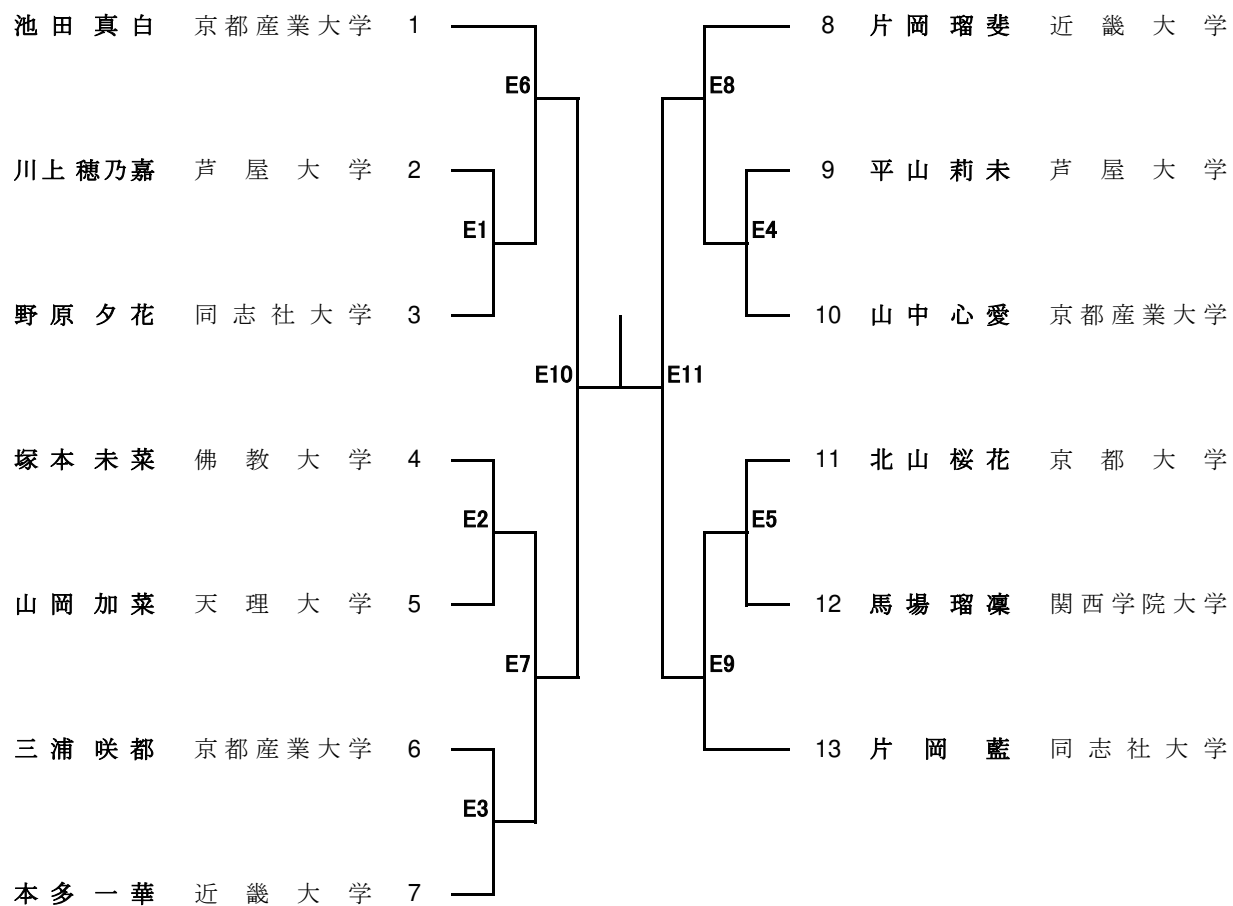 池田真白 京都産業大学 1
8 片岡瑠斐 近畿大学
E6
E8
川上穂乃嘉 芦屋大学 2
9 平山莉未 芦屋大学
E1
E4
野原夕花 同志社大学 3
10 山中心愛 京都産業大学
E10
E11
塚本未菜 佛教大学 4
11 北山桜花 京都大学
E2
E5
山岡加菜 天理大学 5
12 馬場瑠凜 関西学院大学
E7
E9
三浦咲都 京都産業大学 6
13 片岡藍 同志社大学
E3
本多一華 近畿大学 7